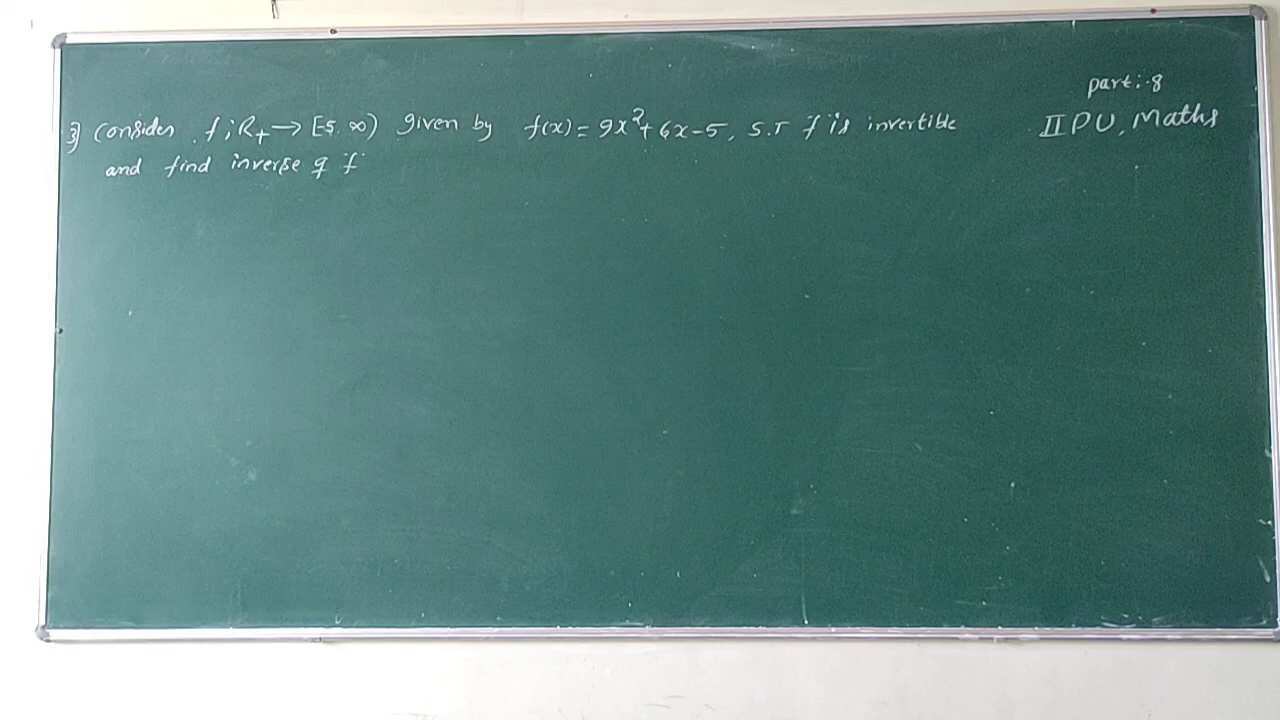 part:-8
II PU, Maths
3] Consider f: R+ → [-5, ∞) given by f(x) = 9x²+6x-5, S.T f is invertible
and find inverse of f